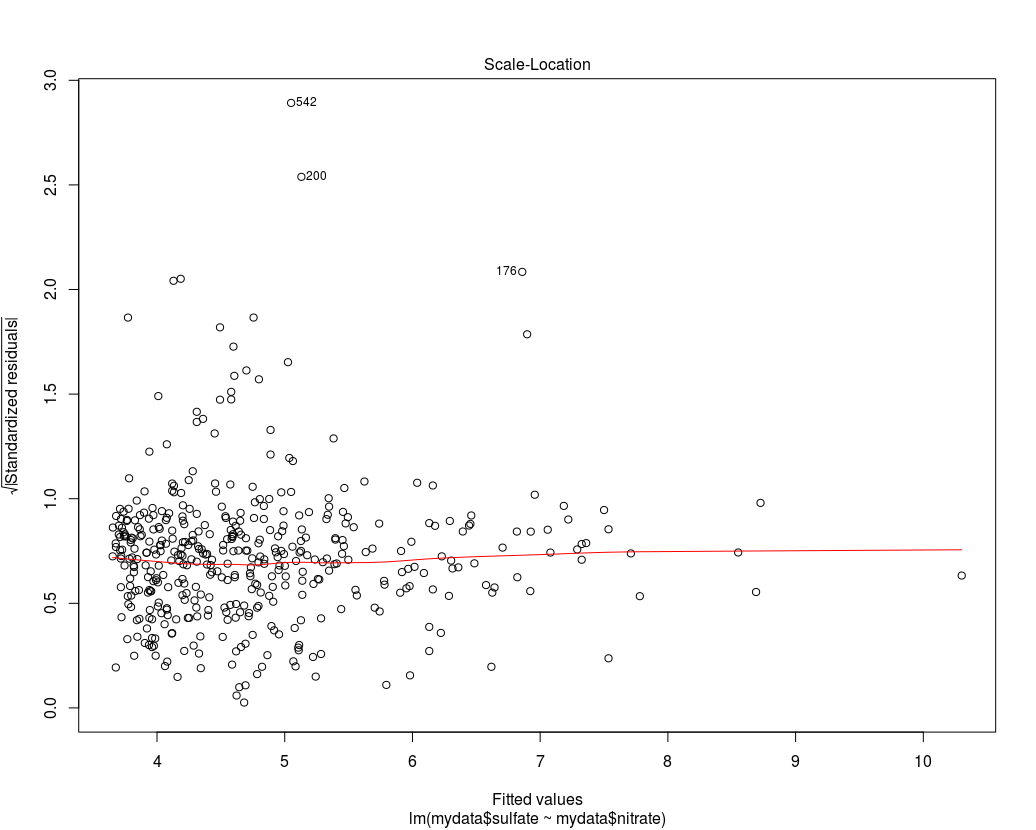 Scale-Location
√|Standardized residuals|
3.0
2.5
2.0
1.5
1.0
0.5
0.0
542
200
176
4 5 6 7 8 9 10
Fitted values
lm(mydata$sulfate ~ mydata$nitrate)